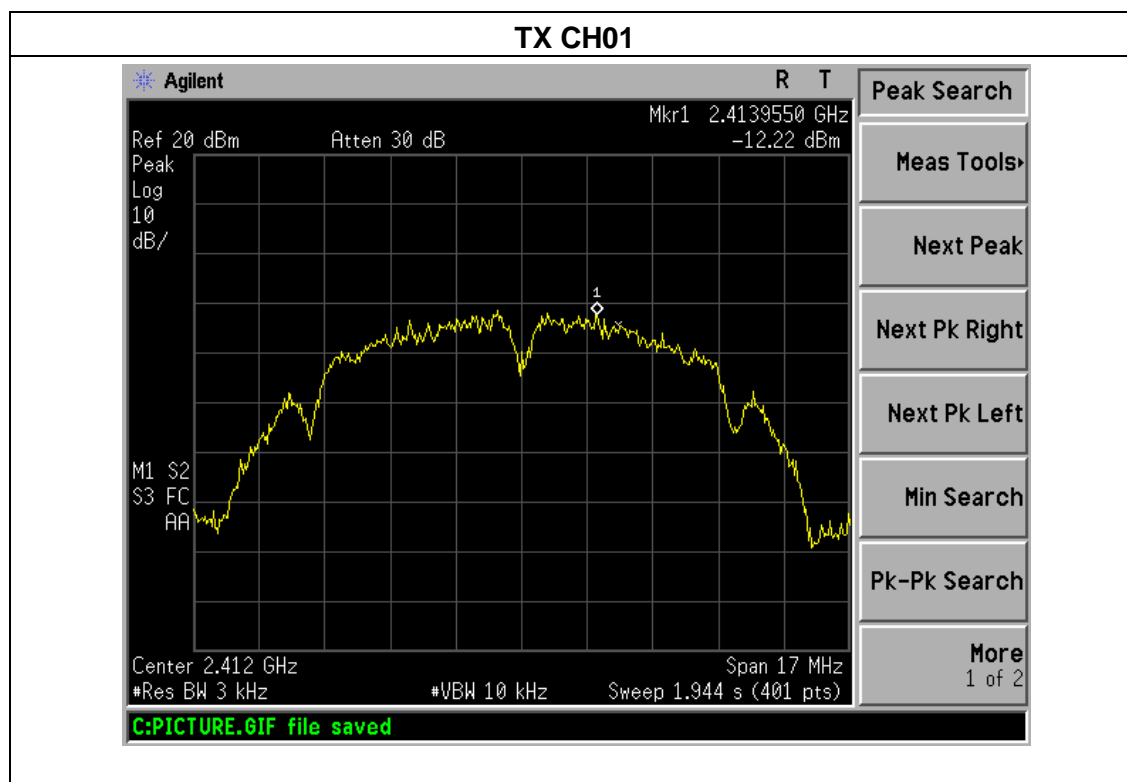 TX CH01
Agilent R T
Peak Search
Mkr1 2.4139550 GHz
Ref 20 dBm Atten 30 dB -12.22 dBm
Peak
Log
10
dB/
1
M1 S2
S3 FC
AA
Center 2.412 GHz Span 17 MHz
#Res BW 3 kHz #VBW 10 kHz Sweep 1.944 s (401 pts)
C:PICTURE.GIF file saved
Meas Tools
Next Peak
Next Pk Right
Next Pk Left
Min Search
Pk-Pk Search
More
1 of 2